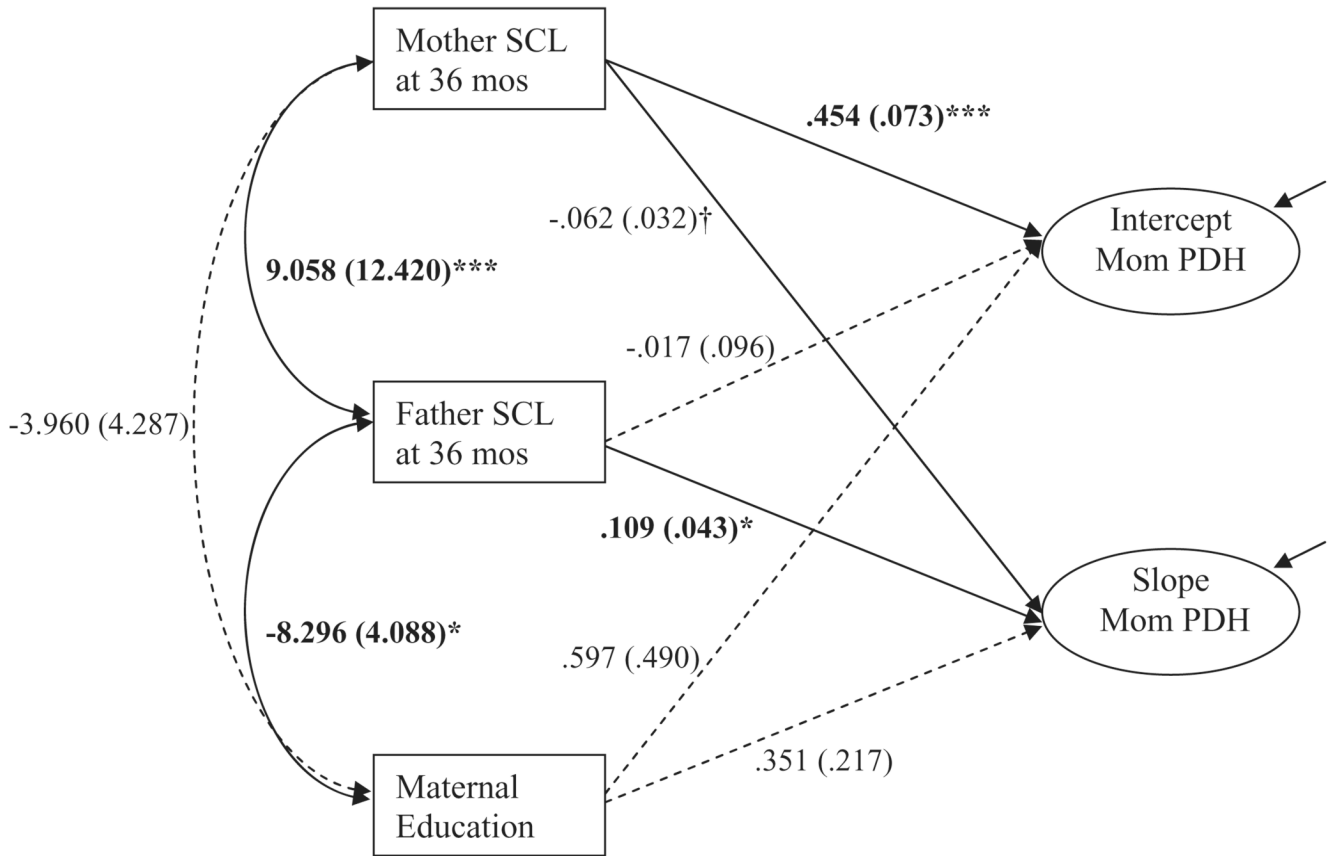 Mother SCL
at 36 mos
.454 (.073)***
-.062 (.032)†
Intercept
Mom PDH
9.058 (12.420)***
-.017 (.096)
-3.960 (4.287)
Father SCL
at 36 mos
.109 (.043)*
Slope
Mom PDH
-8.296 (4.088)*
.597 (.490)
.351 (.217)
Maternal
Education